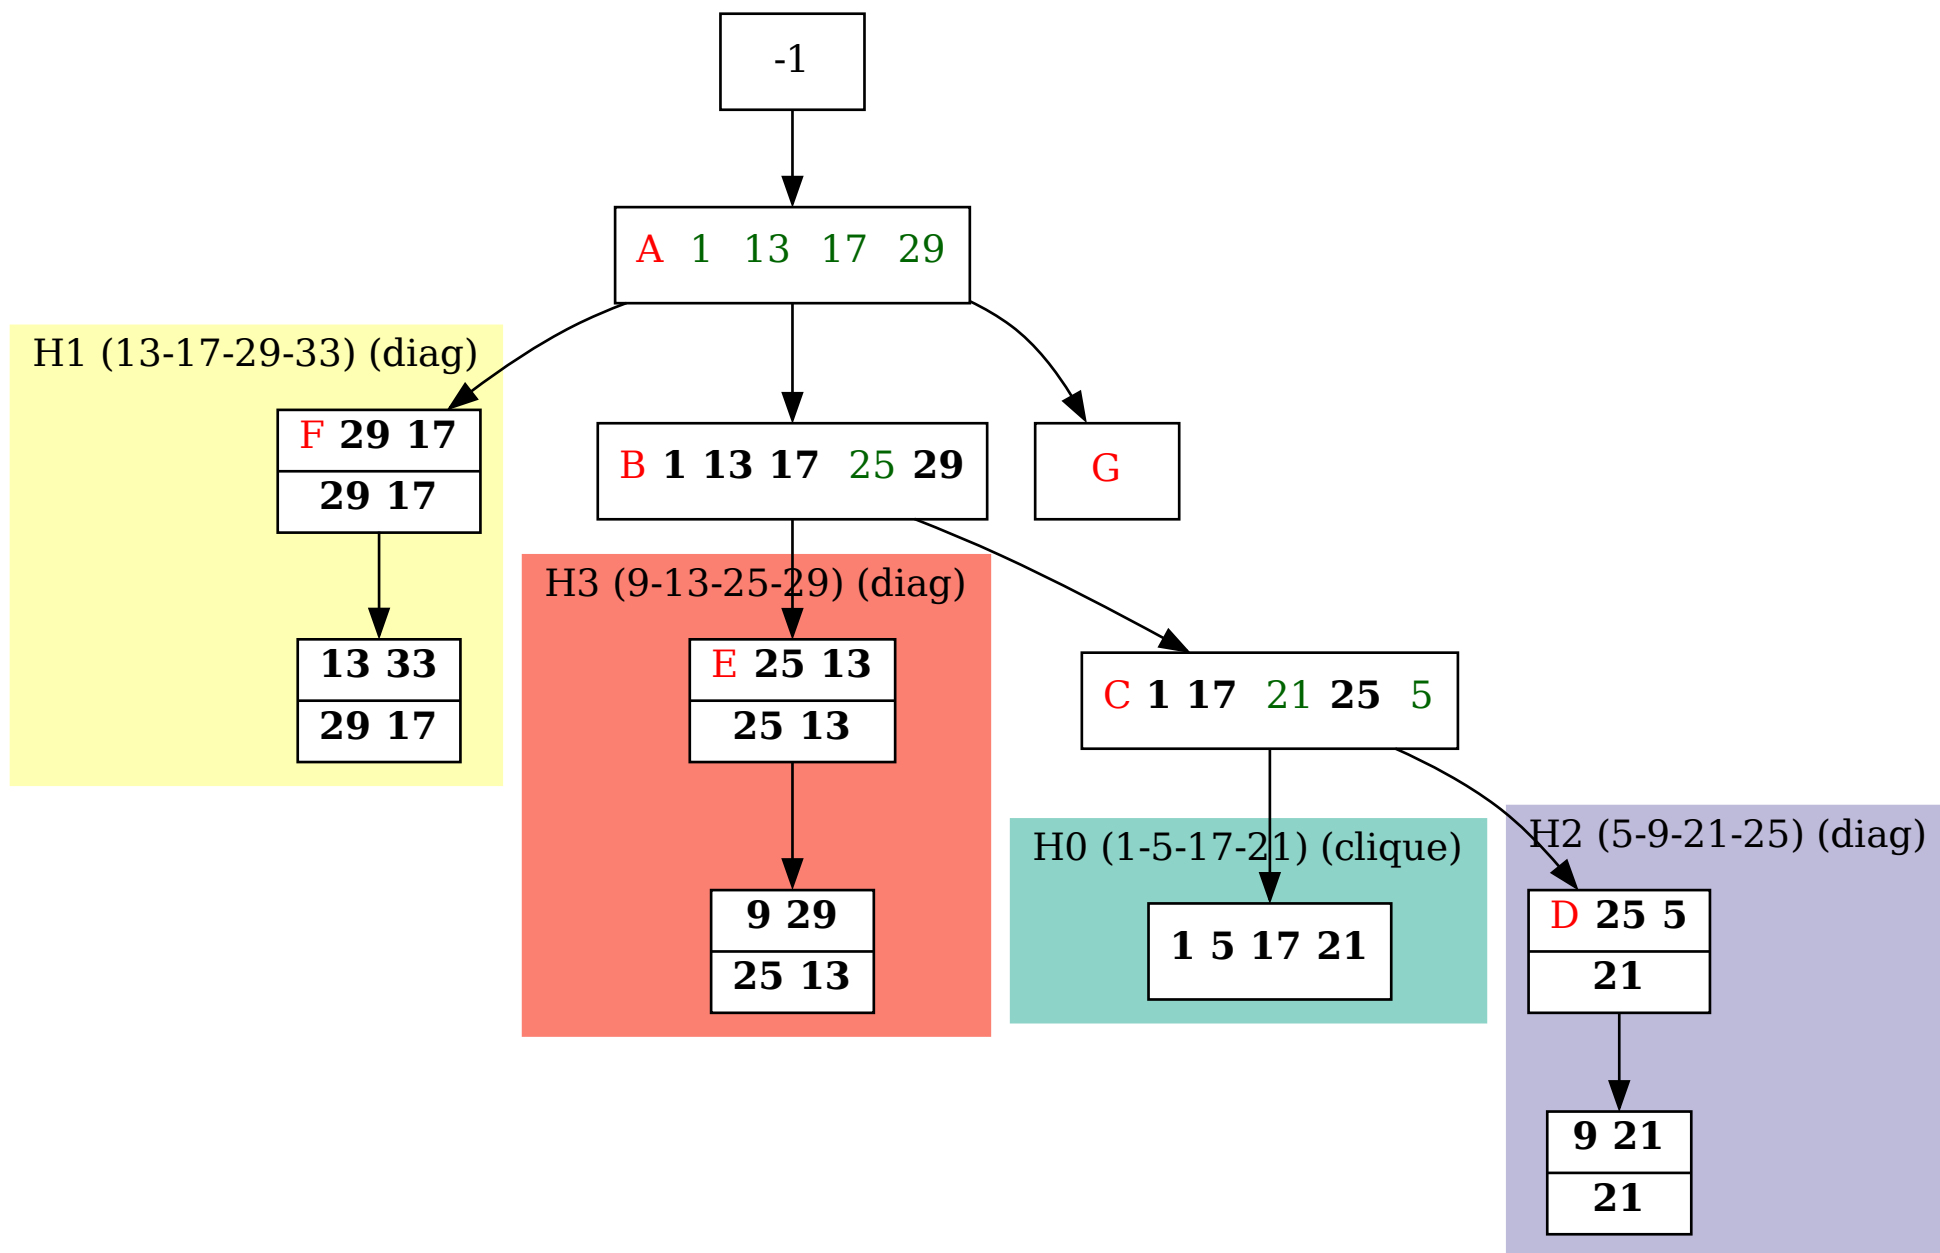 -1
A 1 13 17 29
H1 (13-17-29-33) (diag)
F 29 17
29 17
B 1 13 17 25 29
G
H3 (9-13-25-29) (diag)
13 33
29 17
E 25 13
25 13
C 1 17 21 25 5
H0 (1-5-17-21) (clique)
H2 (5-9-21-25) (diag)
9 29
25 13
1 5 17 21
D 25 5
21
9 21
21